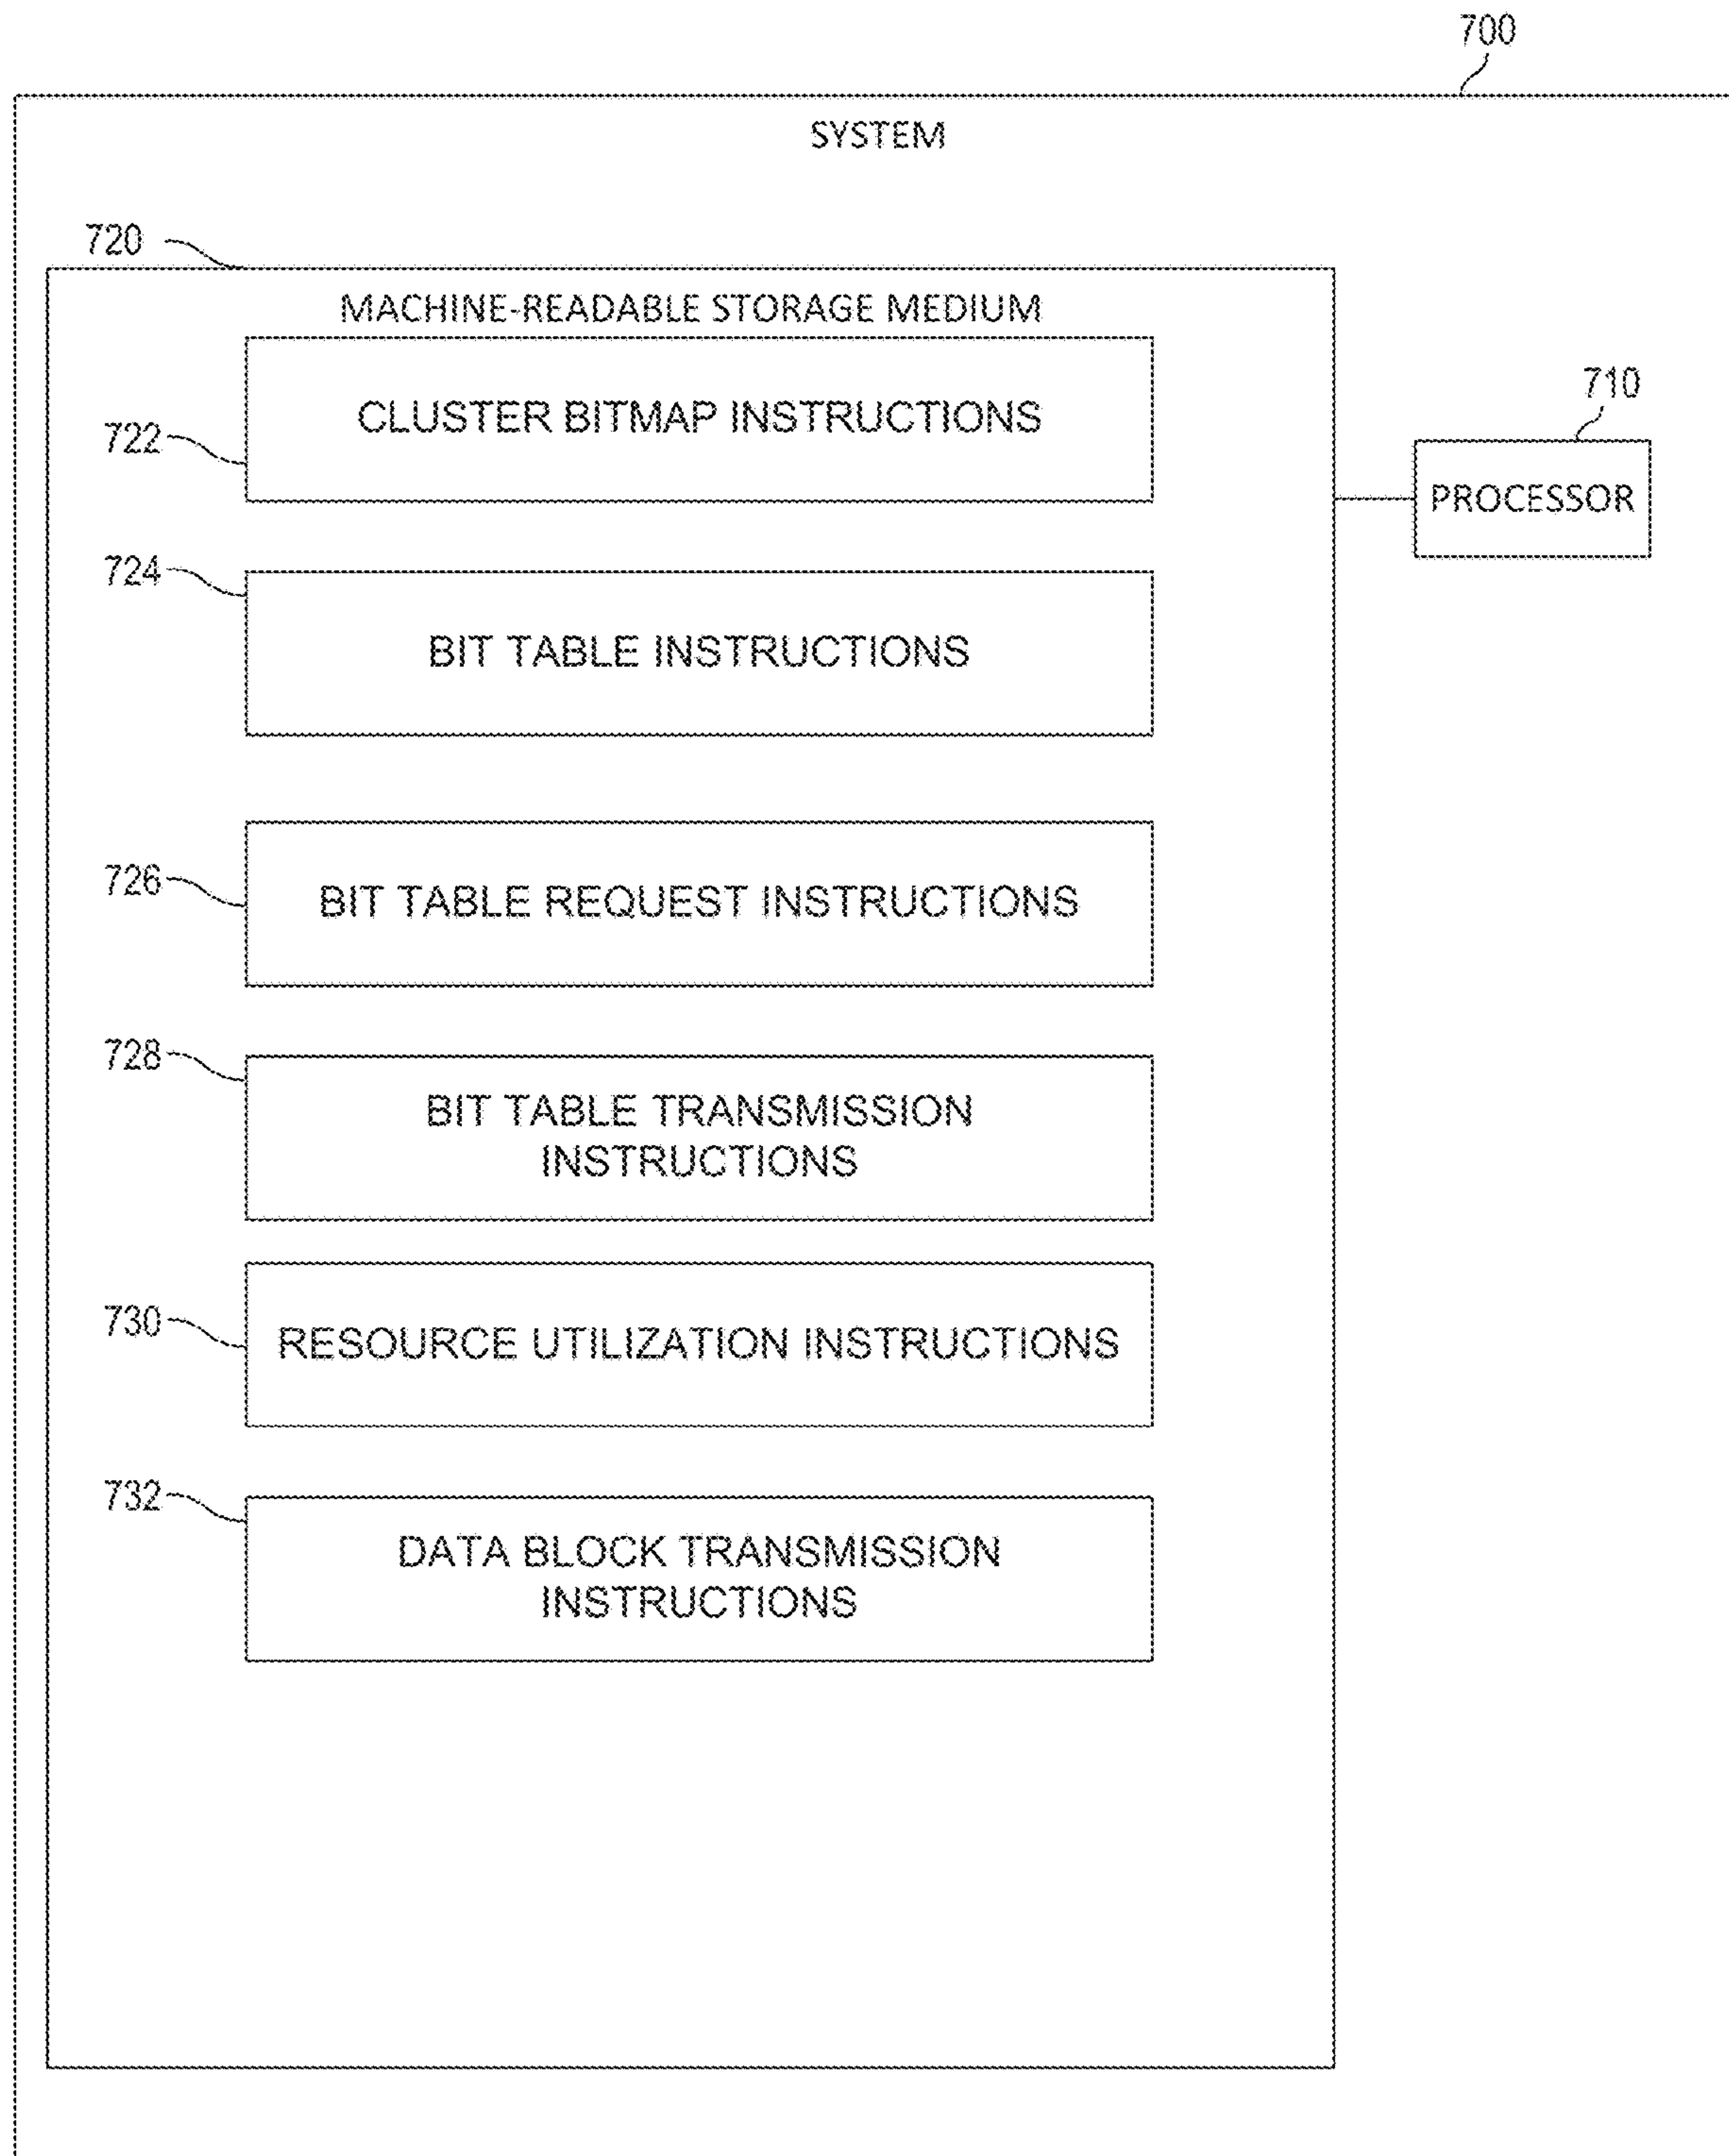 700
SYSTEM
720
MACHINE-READABLE STORAGE MEDIUM
CLUSTER BITMAP INSTRUCTIONS
722
710
PROCESSOR
724
BIT TABLE INSTRUCTIONS
726
BIT TABLE REQUEST INSTRUCTIONS
728
BIT TABLE TRANSMISSION
INSTRUCTIONS
730
RESOURCE UTILIZATION INSTRUCTIONS
732
DATA BLOCK TRANSMISSION
INSTRUCTIONS